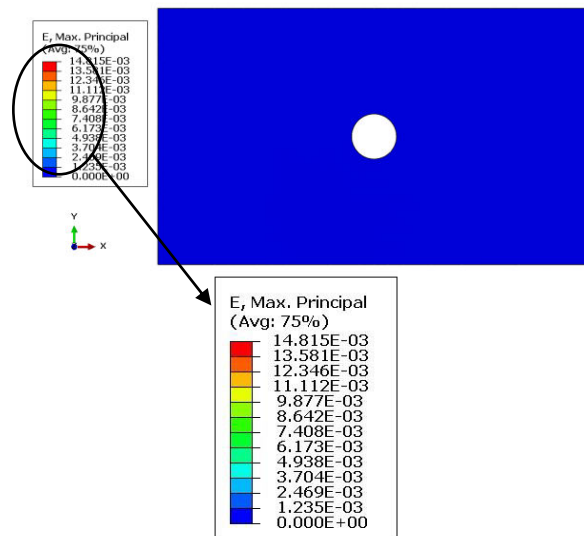 E, Max. Principal
(Avg: 75%)
14.815E-03
13.581E-03
12.346E-03
11.112E-03
9.877E-03
8.642E-03
7.408E-03
6.173E-03
4.938E-03
3.704E-03
2.469E-03
1.235E-03
0.000E+00
Y
X
E, Max. Principal
(Avg: 75%)
14.815E-03
13.581E-03
12.346E-03
11.112E-03
9.877E-03
8.642E-03
7.408E-03
6.173E-03
4.938E-03
3.704E-03
2.469E-03
1.235E-03
0.000E+00